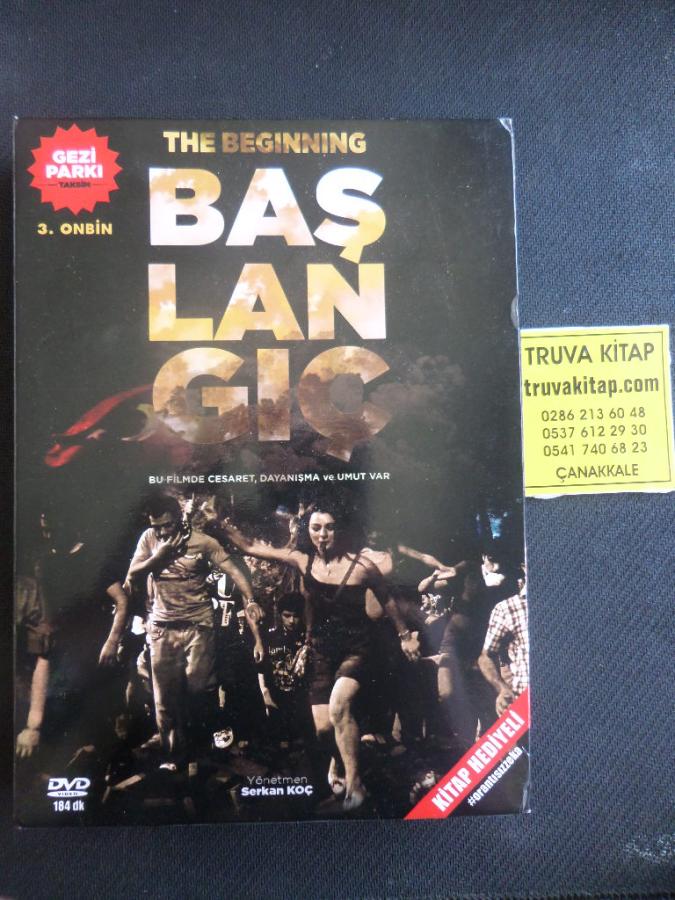 THE BEGINNING
GEZİ
PARKI
TAKSİM
3. ONBİN
BAŞ
LAN
GIÇ
BU FİLMDE CESARET, DAYANIŞMA ve UMUT VAR
DVD
VIDEO
184 dk
Yönetmen
Serkan KOÇ
KİTAP HEDİYELİ
#orantısızzeka
TRUVA KİTAP
truvakitap.com
0286 213 60 48
0537 612 29 30
0541 740 68 23
ÇANAKKALE